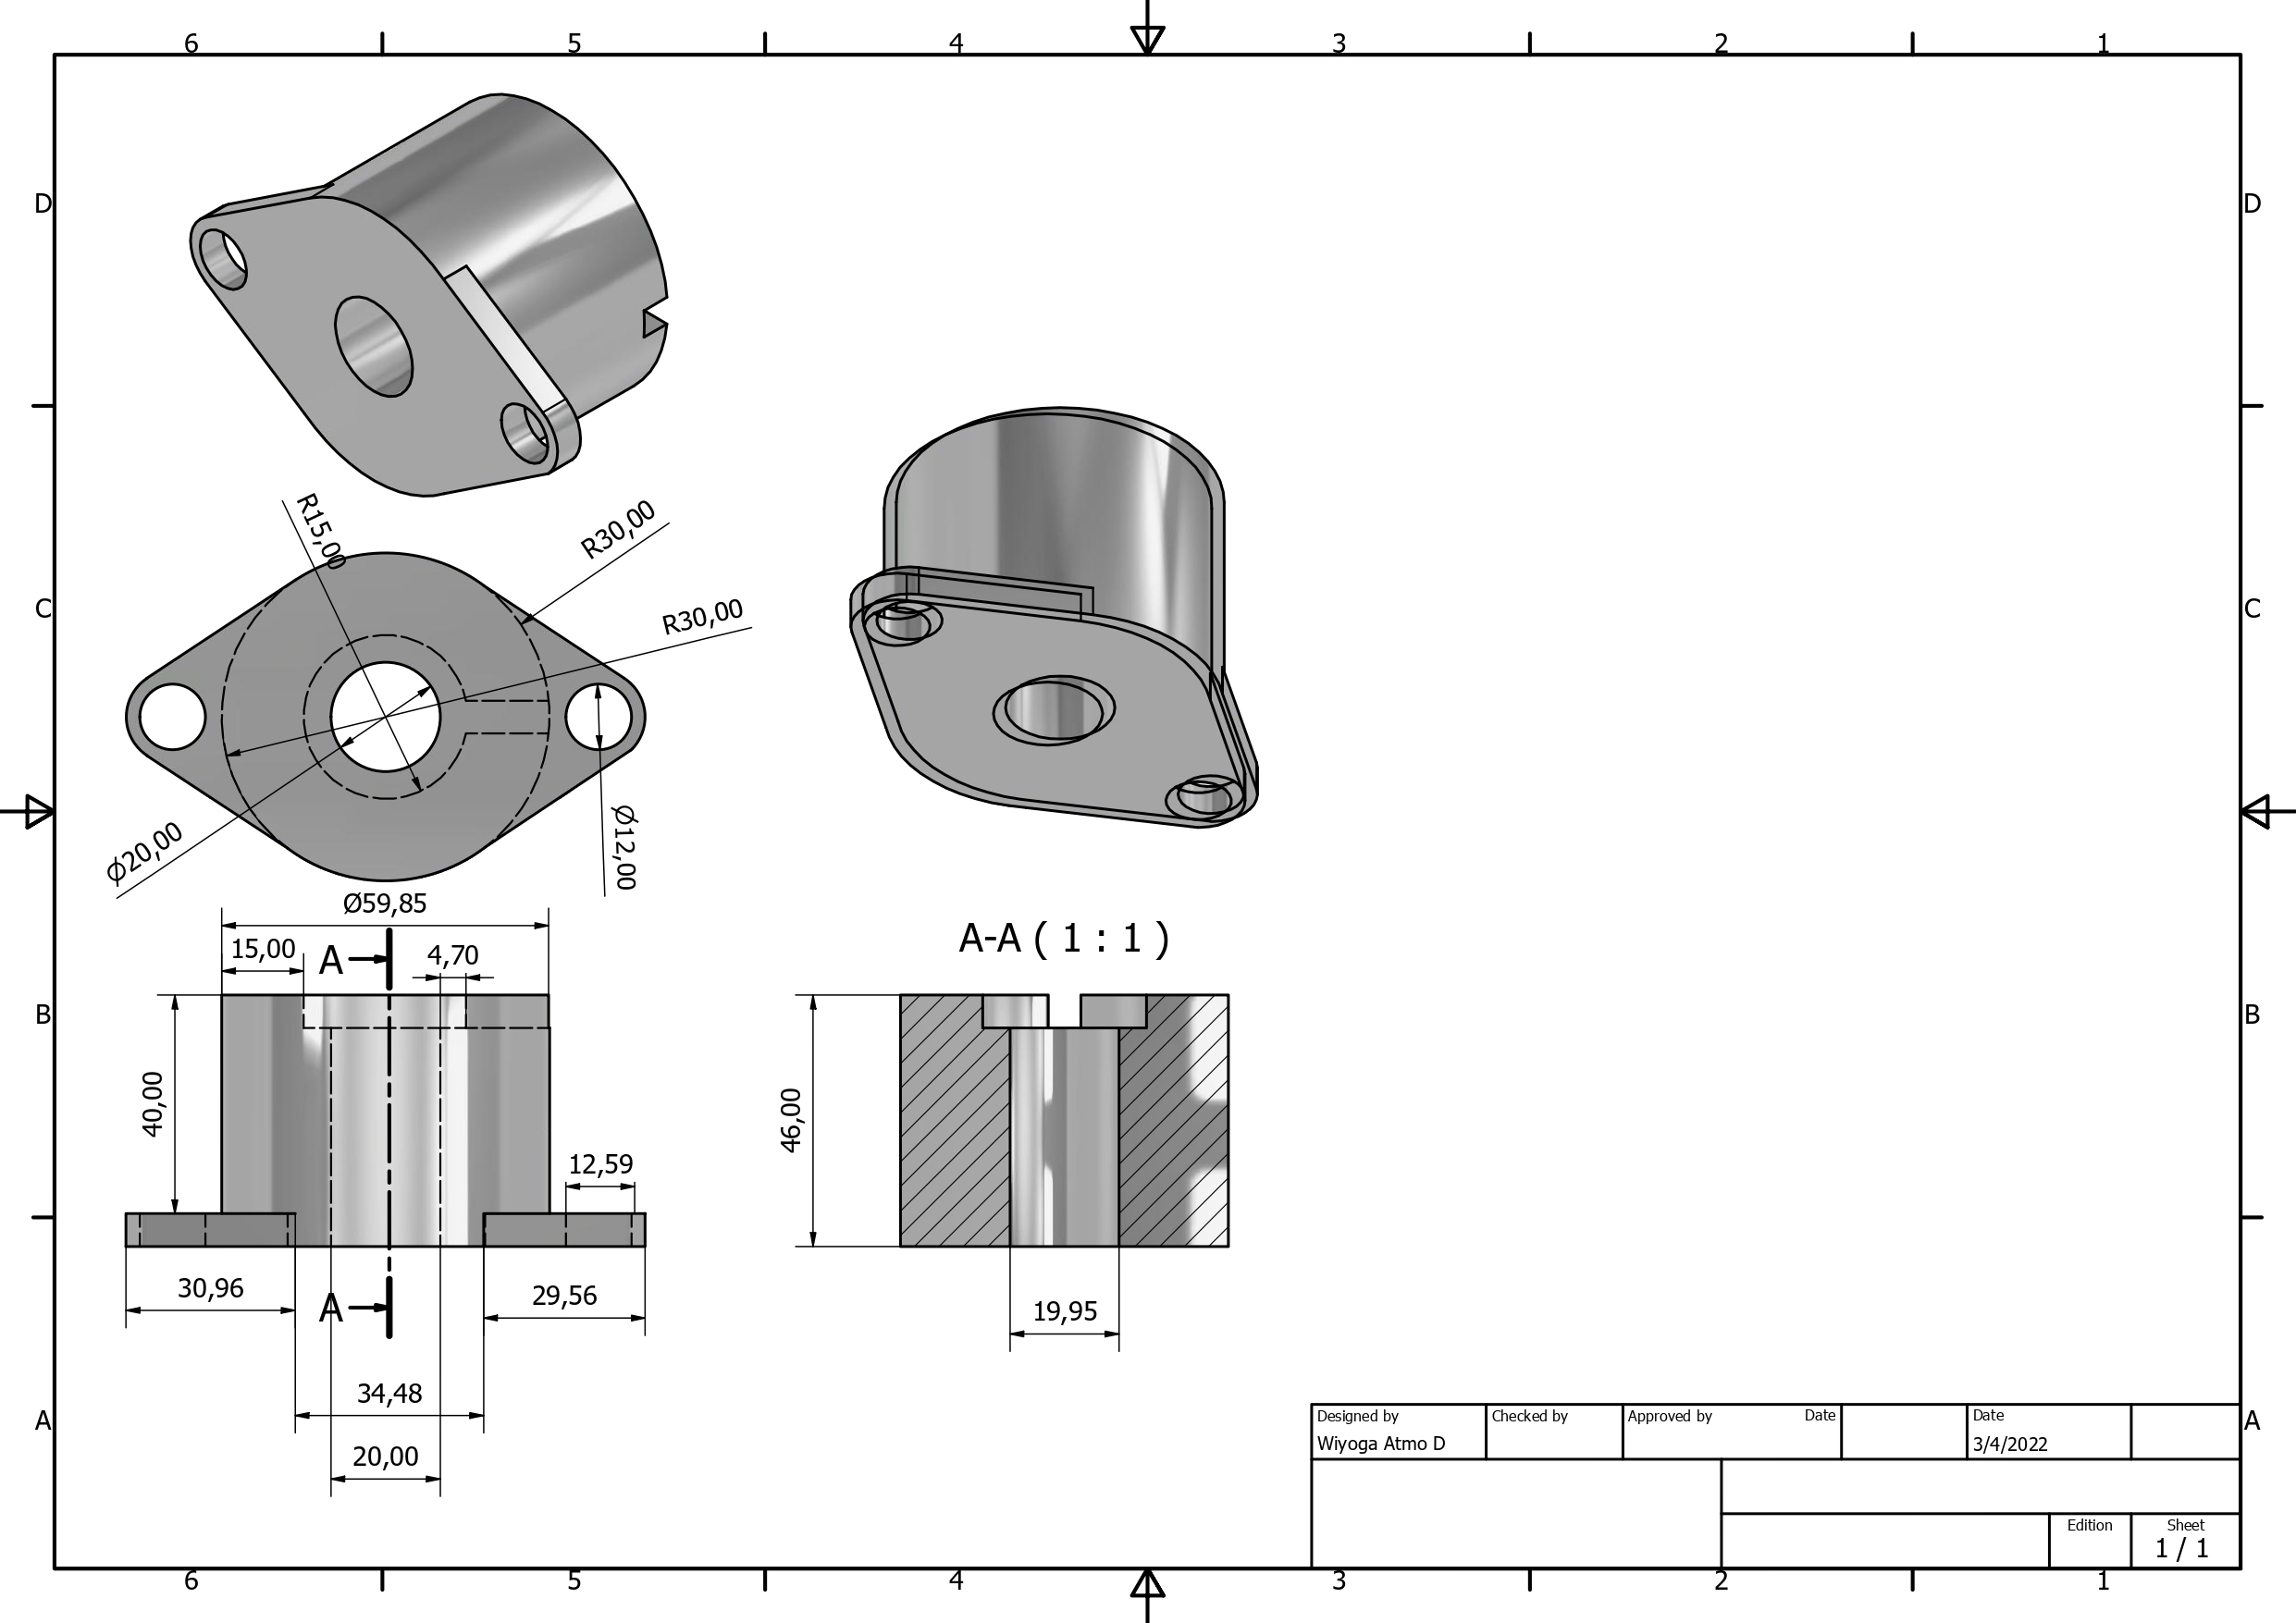 6 5 4 3 2 1
D D
R15,00
R30,00
R30,00
C C
Ø20,00
Ø12,00
Ø59,85
15,00
A
4,70
A-A ( 1 : 1 )
B B
40,00
46,00
12,59
30,96
A
29,56
19,95
34,48
20,00
A A
Designed by
Wiyoga Atmo D
Checked by
Approved by
Date
Date
3/4/2022
Edition
Sheet
1 / 1
6 5 4 3 2 1